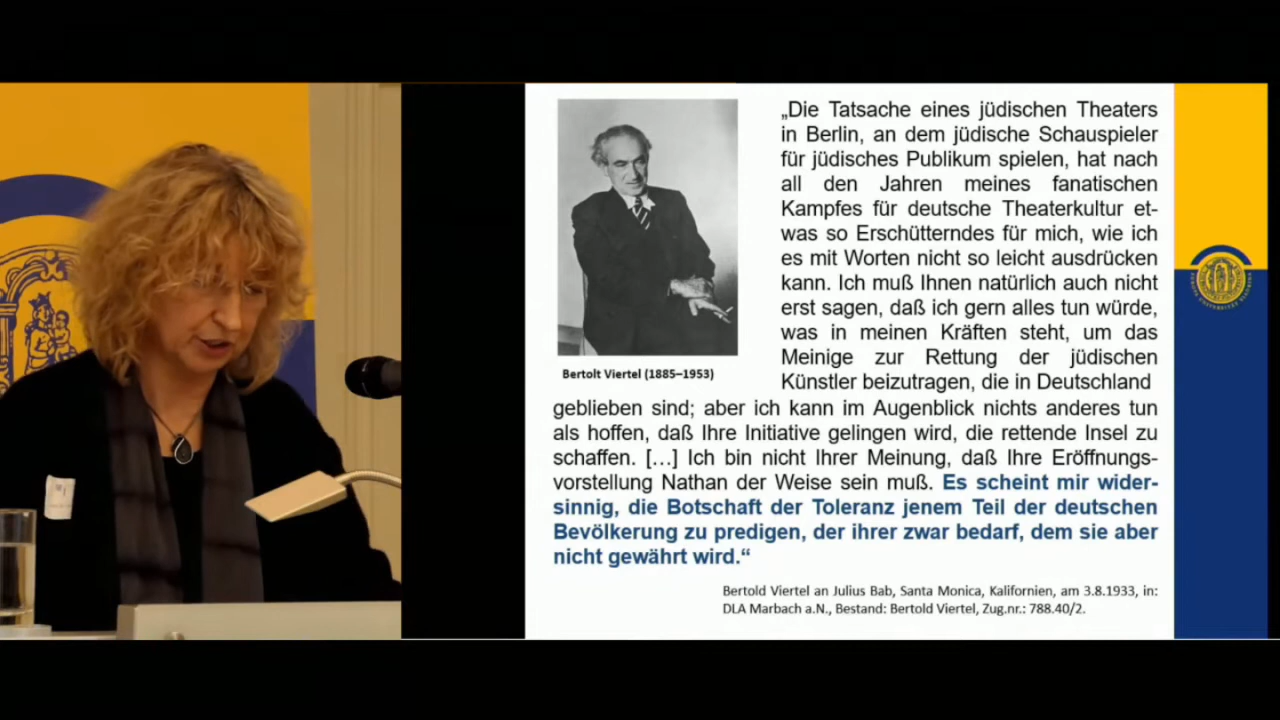 „Die Tatsache eines jüdischen Theaters
in Berlin, an dem jüdische Schauspieler
für jüdisches Publikum spielen, hat nach
all den Jahren meines fanatischen
Kampfes für deutsche Theaterkultur et-
was so Erschütterndes für mich, wie ich
es mit Worten nicht so leicht ausdrücken
kann. Ich muß Ihnen natürlich auch nicht
erst sagen, daß ich gern alles tun würde,
was in meinen Kräften steht, um das
Meinige zur Rettung der jüdischen
Künstler beizutragen, die in Deutschland
Bertolt Viertel (1885–1953)
geblieben sind; aber ich kann im Augenblick nichts anderes tun
als hoffen, daß Ihre Initiative gelingen wird, die rettende Insel zu
schaffen. […] Ich bin nicht Ihrer Meinung, daß Ihre Eröffnungs-
vorstellung Nathan der Weise sein muß. Es scheint mir wider-
sinnig, die Botschaft der Toleranz jenem Teil der deutschen
Bevölkerung zu predigen, der ihrer zwar bedarf, dem sie aber
nicht gewährt wird.“
Bertold Viertel an Julius Bab, Santa Monica, Kalifornien, am 3.8.1933, in:
DLA Marbach a.N., Bestand: Bertold Viertel, Zug.nr.: 788.40/2.